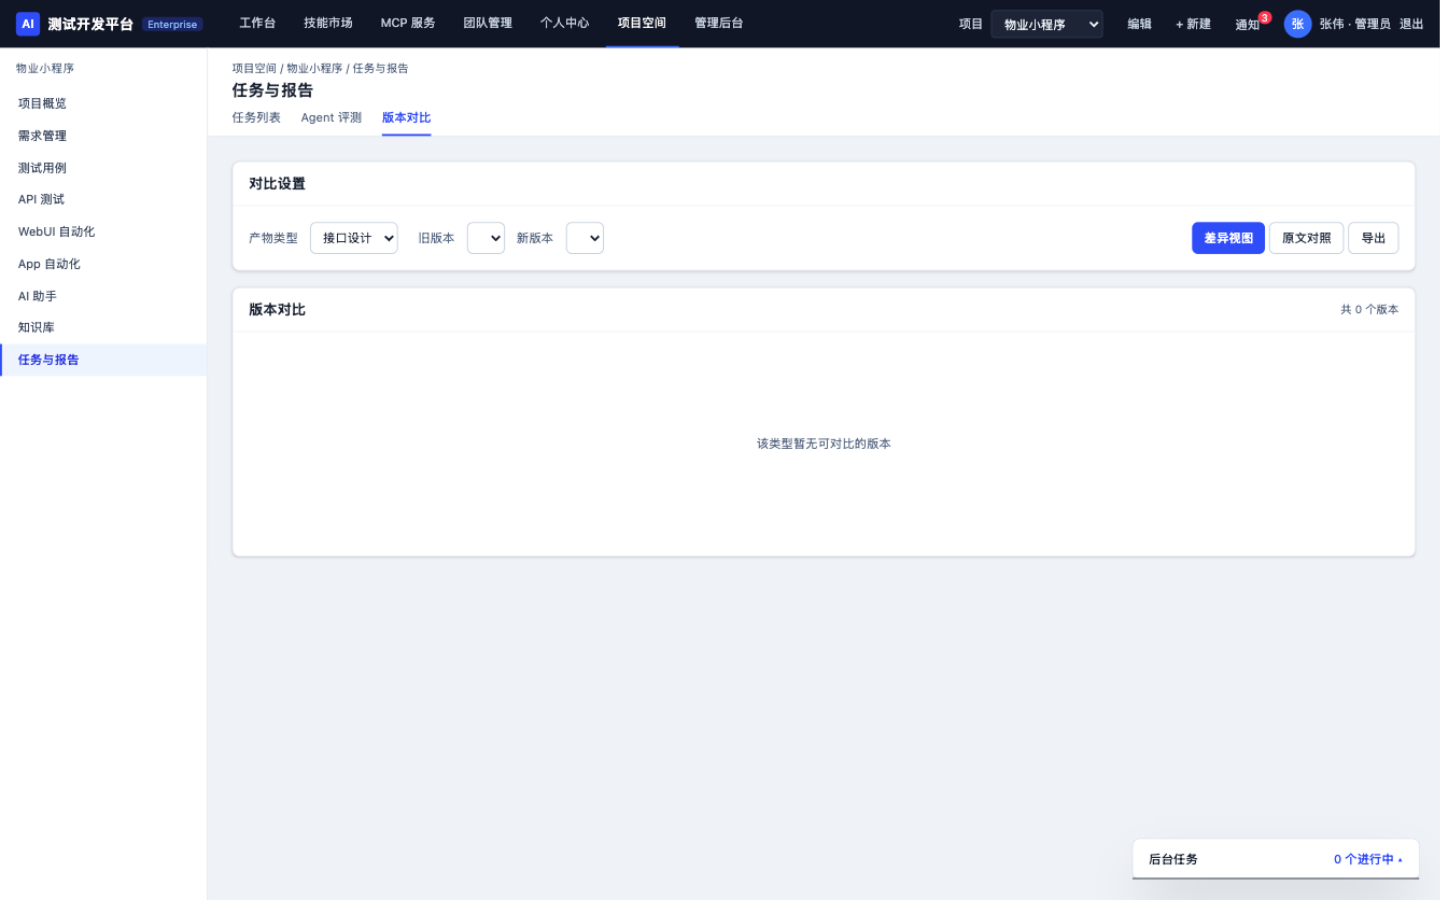 AI 测试开发平台 Enterprise 工作台 技能市场 MCP 服务 团队管理 个人中心 项目空间 管理后台 项目 物业小程序 编辑 + 新建 通知 3 张 张伟 · 管理员 退出
物业小程序
项目概览
需求管理
测试用例
API 测试
WebUI 自动化
App 自动化
AI 助手
知识库
任务与报告
项目空间 / 物业小程序 / 任务与报告
任务与报告
任务列表 Agent 评测 版本对比
对比设置
产物类型 接口设计 旧版本 新版本 差异视图 原文对照 导出
版本对比 共 0 个版本
该类型暂无可对比的版本
后台任务 0 个进行中